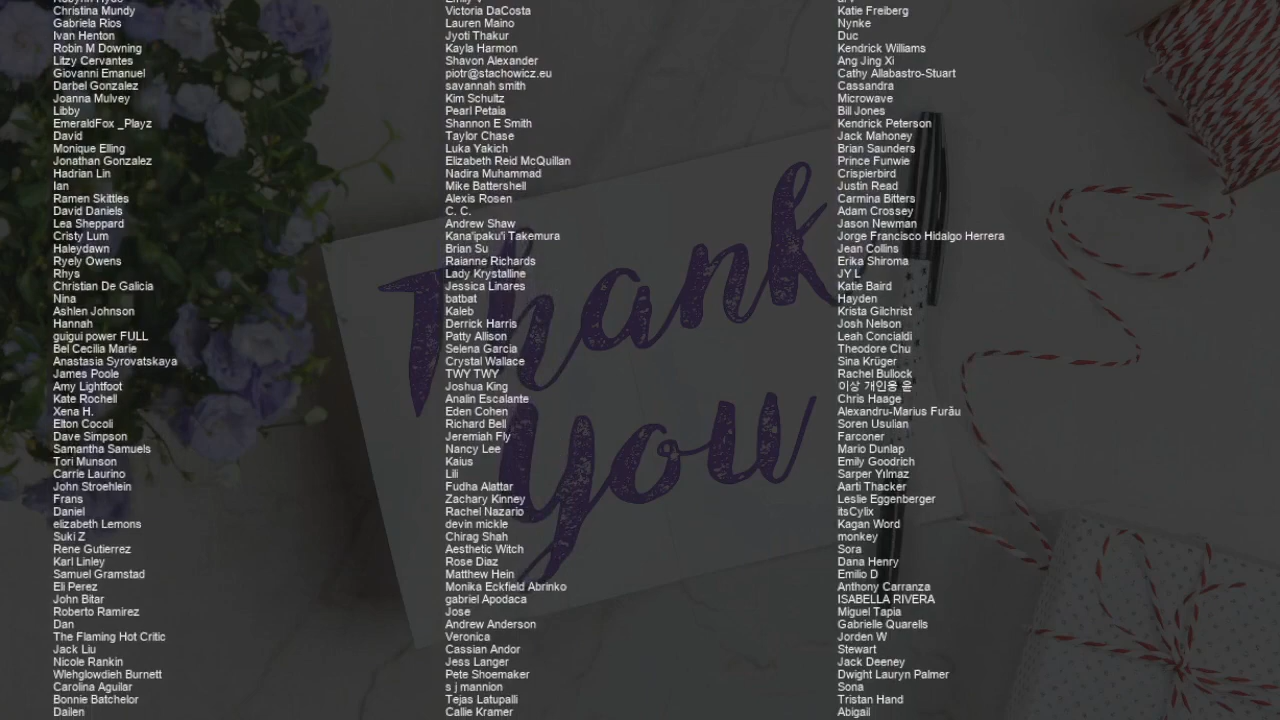 Christina Mundy
Gabriela Rios
Ivan Henton
Robin M Downing
Litzy Cervantes
Giovanni Emanuel
Darbel Gonzalez
Joanna Mulvey
Libby
EmeraldFox _Playz
David
Monique Elling
Jonathan Gonzalez
Hadrian Lin
Ian
Ramen Skittles
David Daniels
Lea Sheppard
Cristy Lum
Haleydawn
Ryely Owens
Rhys
Christian De Galicia
Nina
Ashlen Johnson
Hannah
guigui power FULL
Bel Cecilia Marie
Anastasia Syrovatskaya
James Poole
Amy Lightfoot
Kate Rochell
Xena H.
Elton Cocoli
Dave Simpson
Samantha Samuels
Tori Munson
Carrie Laurino
John Stroehlein
Frans
Daniel
elizabeth Lemons
Suki Z
Rene Gutierrez
Karl Linley
Samuel Gramstad
Eli Perez
John Bitar
Roberto Ramirez
Dan
The Flaming Hot Critic
Jack Liu
Nicole Rankin
Wlehglowdieh Burnett
Carolina Aguilar
Bonnie Batchelor
Dailen
Victoria DaCosta
Lauren Maino
Jyoti Thakur
Kayla Harmon
Shavon Alexander
piotr@stachowicz.eu
savannah smith
Kim Schultz
Pearl Petaia
Shannon E Smith
Taylor Chase
Luka Yakich
Elizabeth Reid McQuillan
Nadira Muhammad
Mike Battershell
Alexis Rosen
C. C.
Andrew Shaw
Kana'ipaku'i Takemura
Brian Su
Raianne Richards
Lady Krystalline
Jessica Linares
batbat
Kaleb
Derrick Harris
Patty Allison
Selena Garcia
Crystal Wallace
TWY TWY
Joshua King
Analin Escalante
Eden Cohen
Richard Bell
Jeremiah Fly
Nancy Lee
Kaius
Lili
Fudha Alattar
Zachary Kinney
Rachel Nazario
devin mickle
Chirag Shah
Aesthetic Witch
Rose Diaz
Matthew Hein
Monika Eckfield Abrinko
gabriel Apodaca
Jose
Andrew Anderson
Veronica
Cassian Andor
Jess Langer
Pete Shoemaker
s j mannion
Tejas Latupalli
Callie Kramer
Katie Freiberg
Nynke
Duc
Kendrick Williams
Ang Jing Xi
Cathy Allabastro-Stuart
Cassandra
Microwave
Bill Jones
Kendrick Peterson
Jack Mahoney
Brian Saunders
Prince Funwie
Crispierbird
Justin Read
Carmina Bitters
Adam Crossey
Jason Newman
Jorge Francisco Hidalgo Herrera
Jean Collins
Erika Shiroma
JY L
Katie Baird
Hayden
Krista Gilchrist
Josh Nelson
Leah Concialdi
Theodore Chu
Sina Krüger
Rachel Bullock
이상 개인용 윤
Chris Haage
Alexandru-Marius Furău
Soren Usulian
Farconer
Mario Dunlap
Emily Goodrich
Sarper Yılmaz
Aarti Thacker
Leslie Eggenberger
itsCylix
Kagan Word
monkey
Sora
Dana Henry
Emilio D
Anthony Carranza
ISABELLA RIVERA
Miguel Tapia
Gabrielle Quarells
Jorden W
Stewart
Jack Deeney
Dwight Lauryn Palmer
Sona
Tristan Hand
Abigail
Thank
You